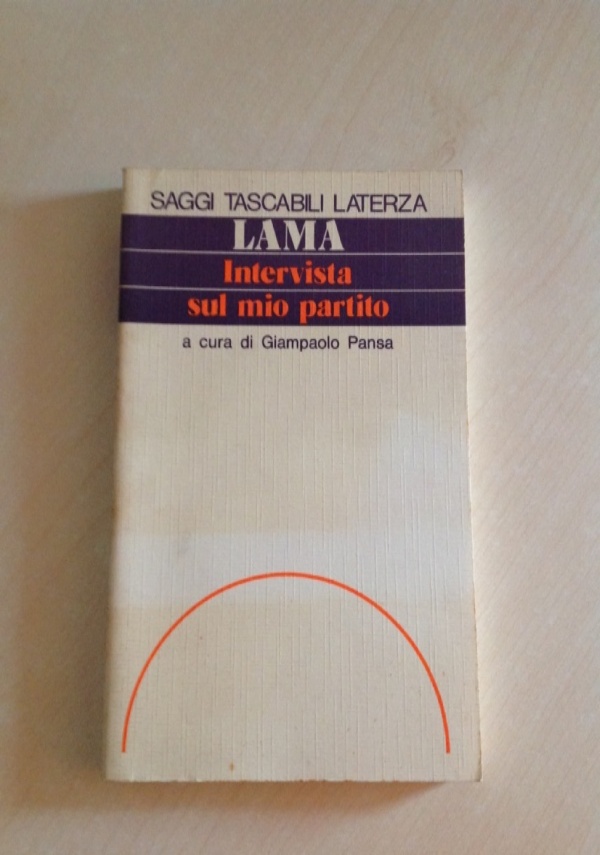 SAGGI TASCABILI LATERZA
LAMA
Intervista
sul mio partito
a cura di Giampaolo Pansa